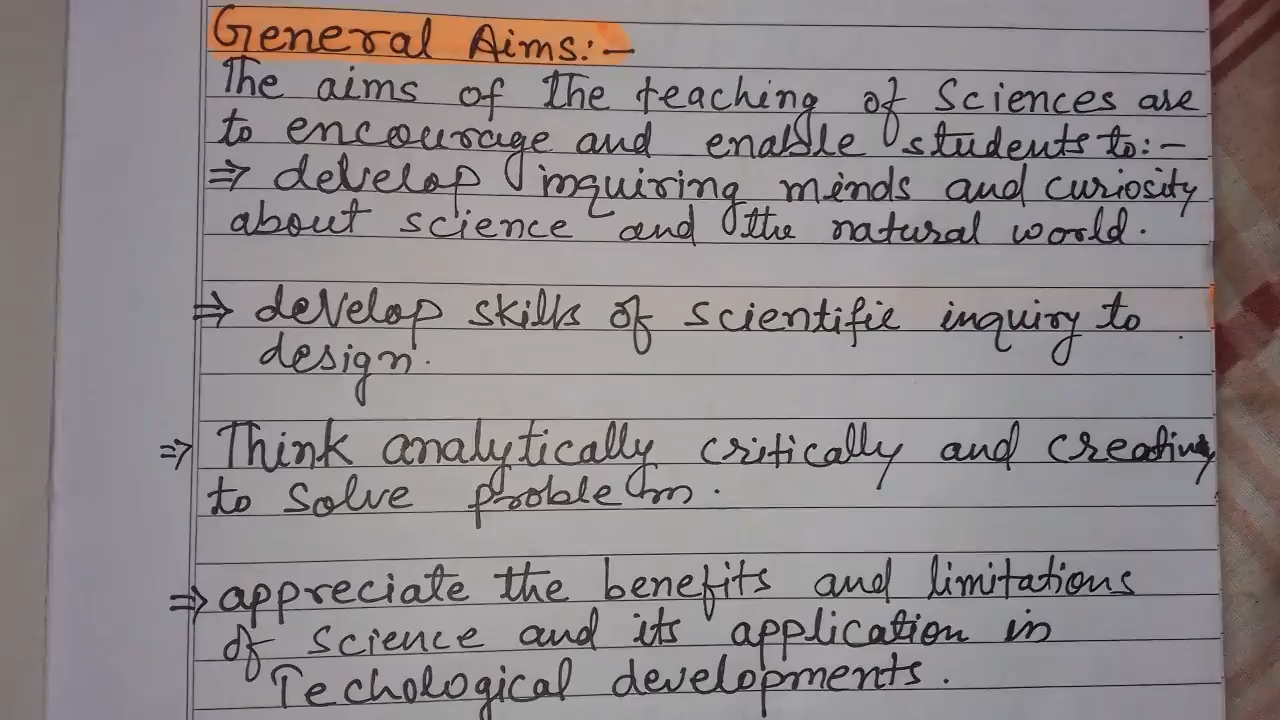 General Aims:-
The aims of the teaching of Sciences are
to encourage and enable students to:-
⇒ develop inquiring minds and curiosity
about science and the natural world.
⇒ develop skills of scientific inquiry to
design.
⇒ Think analytically critically and creating
to solve problem.
⇒ appreciate the benefits and limitations
of science and its application in
Techological developments.